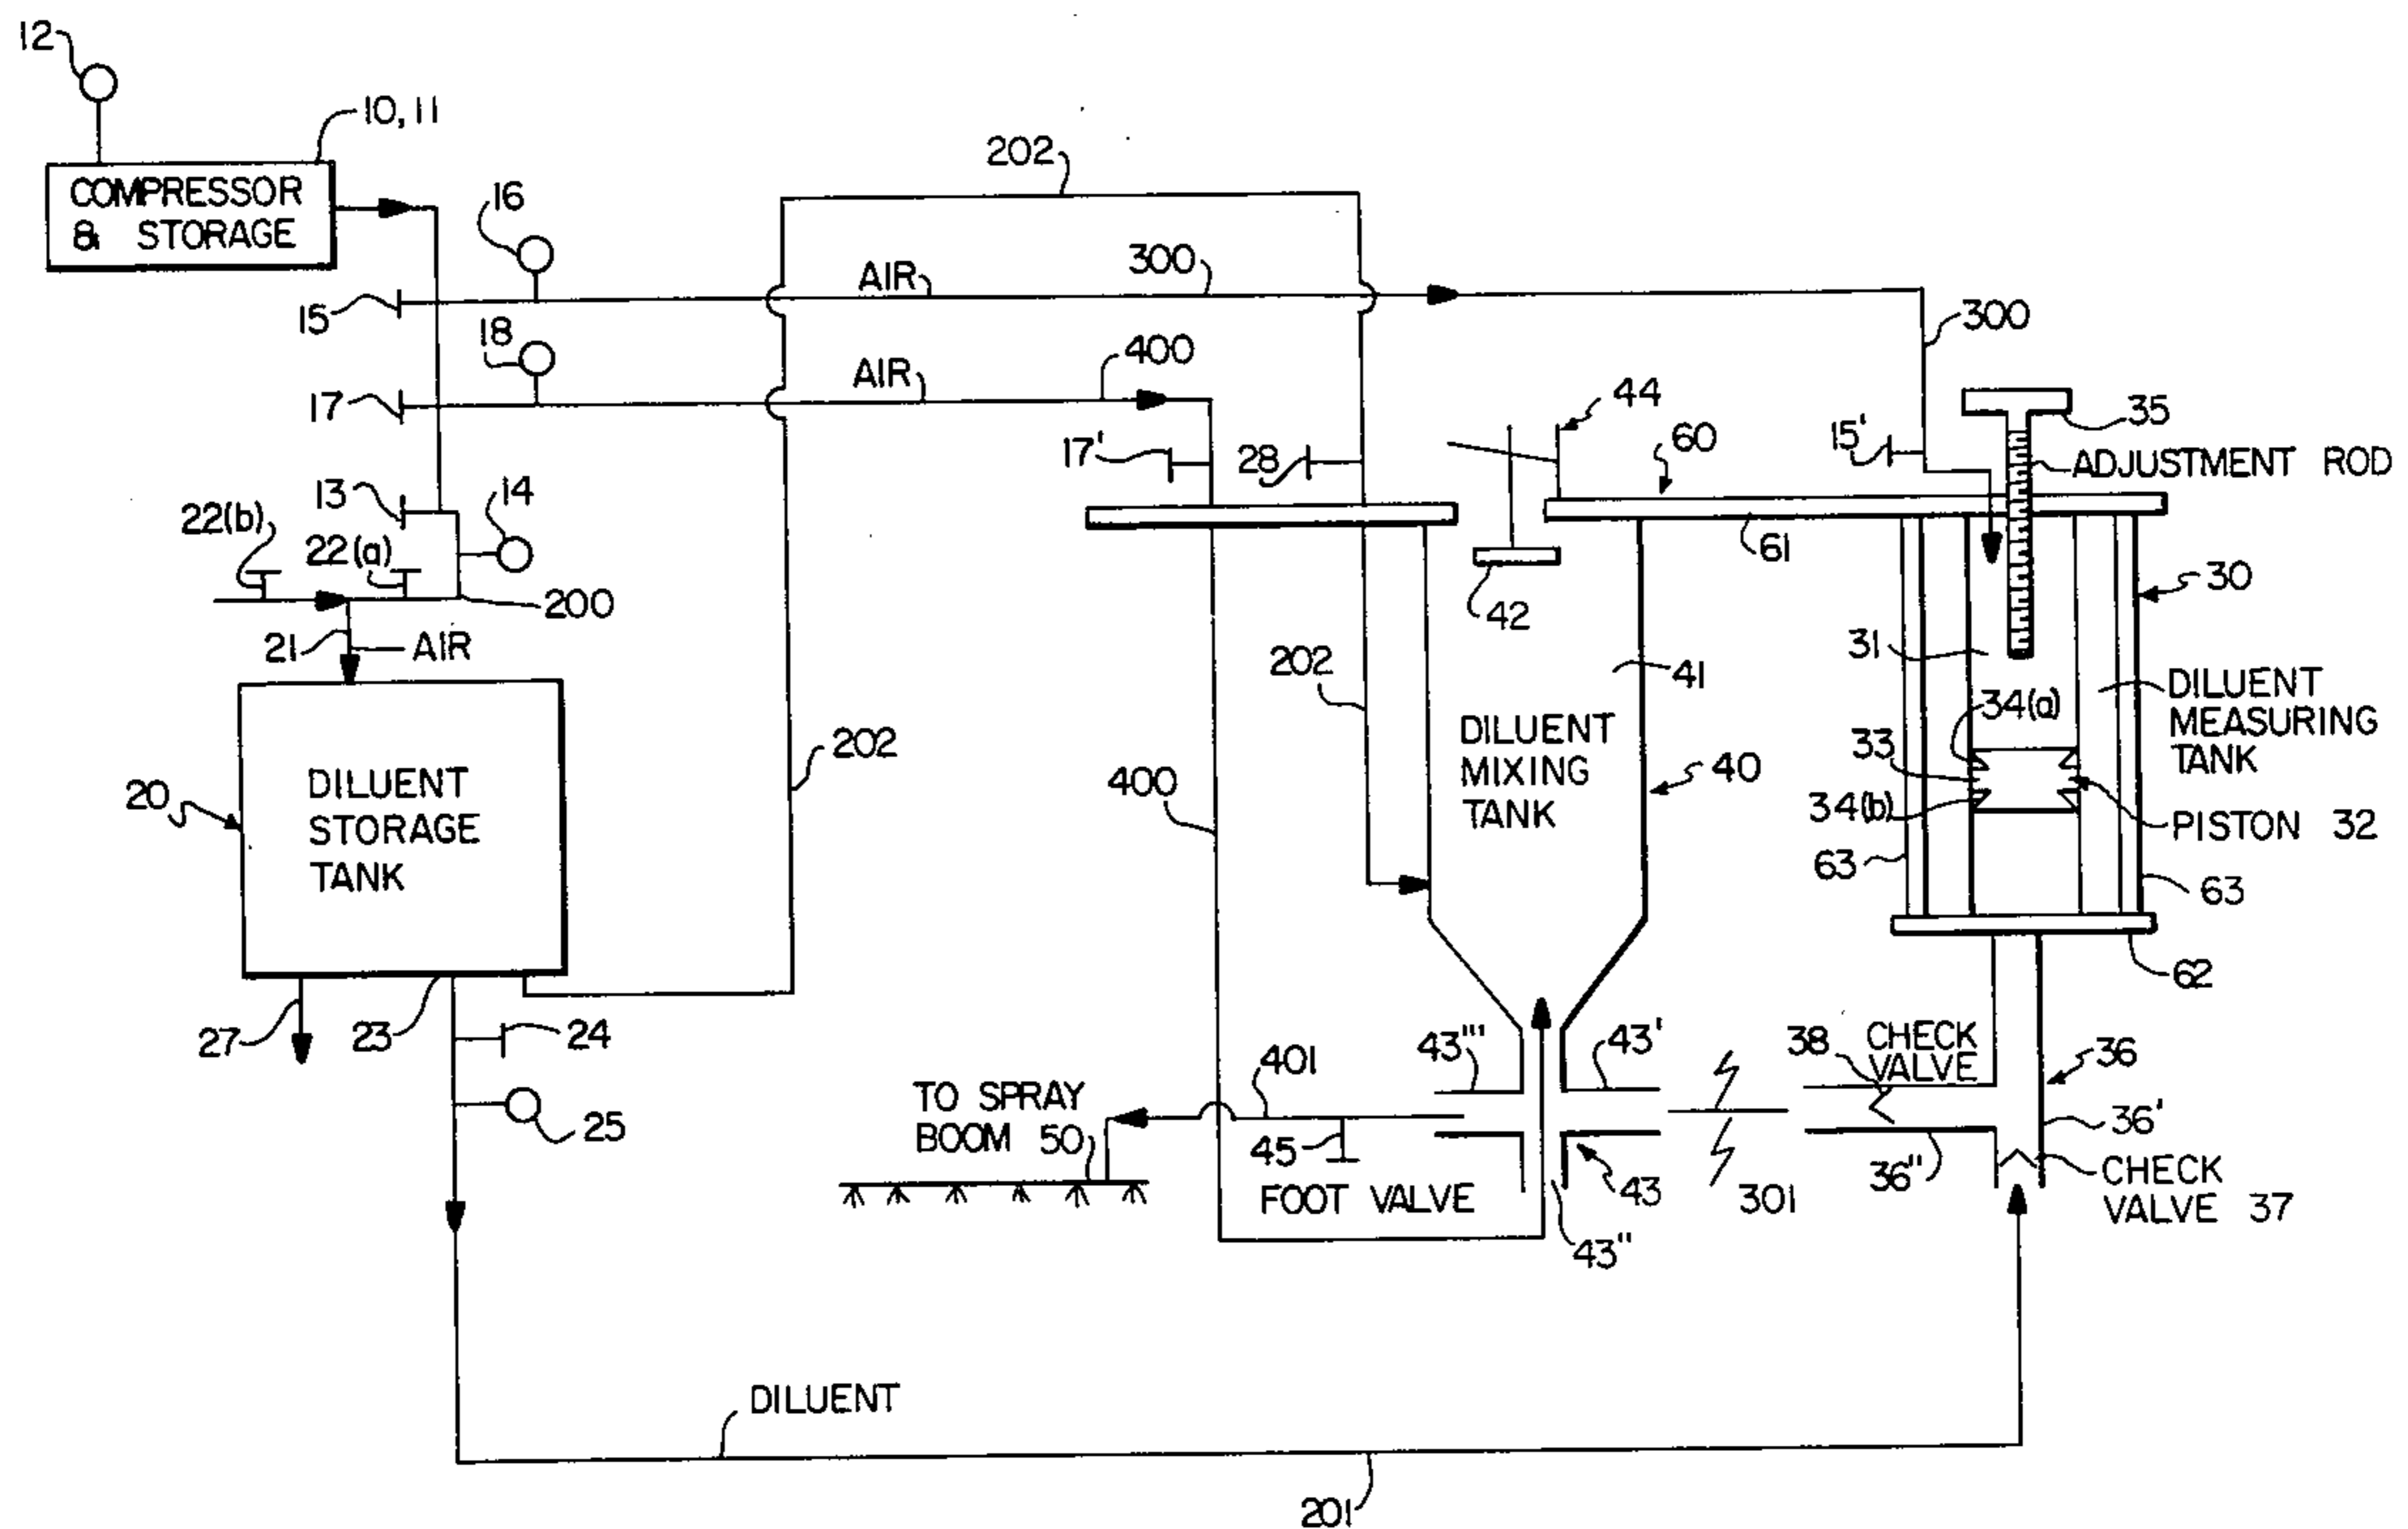 12
10, 11
COMPRESSOR
& STORAGE
16
15
AIR
300
202
18
17
AIR
400
300
44
35
ADJUSTMENT ROD
17'
28
60
15'
13
14
22(b)
22(a)
200
21
AIR
42
61
30
31
41
202
DILUENT
MEASURING
TANK
34(a)
33
34(b)
PISTON 32
63
63
62
20
DILUENT
STORAGE
TANK
202
400
DILUENT
MIXING
TANK
40
27
23
24
25
TO SPRAY
BOOM 50
401
45
43'''
43'
43
43''
FOOT VALVE
301
38
CHECK
VALVE
36
36'
36''
CHECK
VALVE 37
DILUENT
201